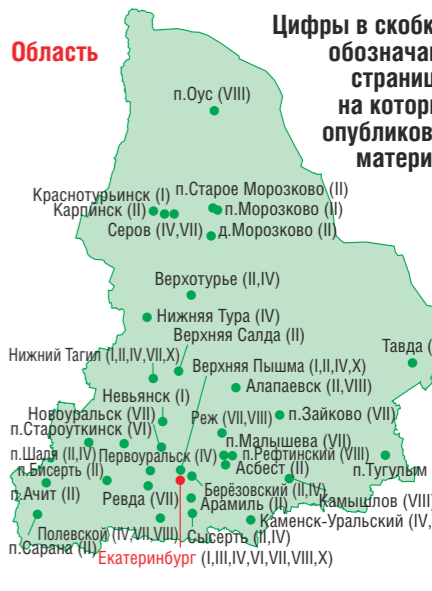 Область
Цифры в скобк
обозначаю
страниц
на которы
опубликов
матери
п.Оус (VIII)
Краснотурьинск (I)
п.Старое Морозково (II)
Карпинск (II)
п.Морозково (II)
Серов (IV,VII)
д.Морозково (II)
Верхотурье (II,IV)
Нижняя Тура (IV)
Верхняя Салда (II)
Тавда (
Нижний Тагил (I,II,IV,VII,X)
Верхняя Пышма (I,II,IV,X)
Алапаевск (II,VIII)
Невьянск (I)
Новоуральск (VII)
Реж (VII,VIII)
п.Зайково (VII)
п.Староуткинск (VI)
п.Малышева (VII)
п.Шаля (II,IV)
Первоуральск (IV)
п.Рефтинский (VIII)
п.Бисерть (II)
Асбест (II)
п.Тугулым
п.Ачит (II)
Ревда (VII)
Берёзовский (II,IV)
Арамиль (II)
Камышлов (VIII)
Каменск-Уральский (IV,
Полевской (IV,VII,VIII)
Сысерть (II,IV)
п.Сарана (II)
Екатеринбург (I,III,IV,VI,VII,VIII,X)